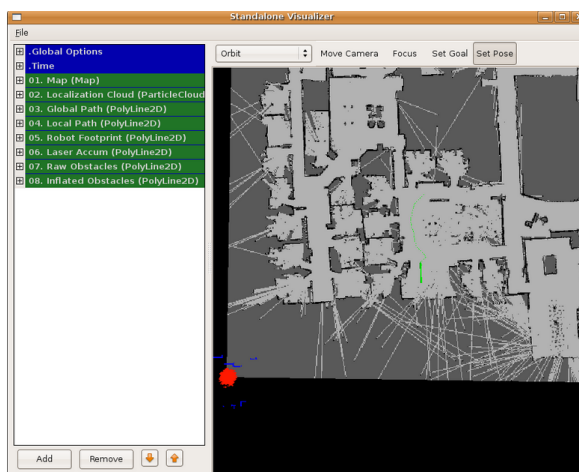 Standalone Visualizer
File
.Global Options
.Time
01. Map (Map)
02. Localization Cloud (ParticleCloud
03. Global Path (PolyLine2D)
04. Local Path (PolyLine2D)
05. Robot Footprint (PolyLine2D)
06. Laser Accum (PolyLine2D)
07. Raw Obstacles (PolyLine2D)
08. Inflated Obstacles (PolyLine2D)
Orbit Move Camera Focus Set Goal Set Pose
Add Remove